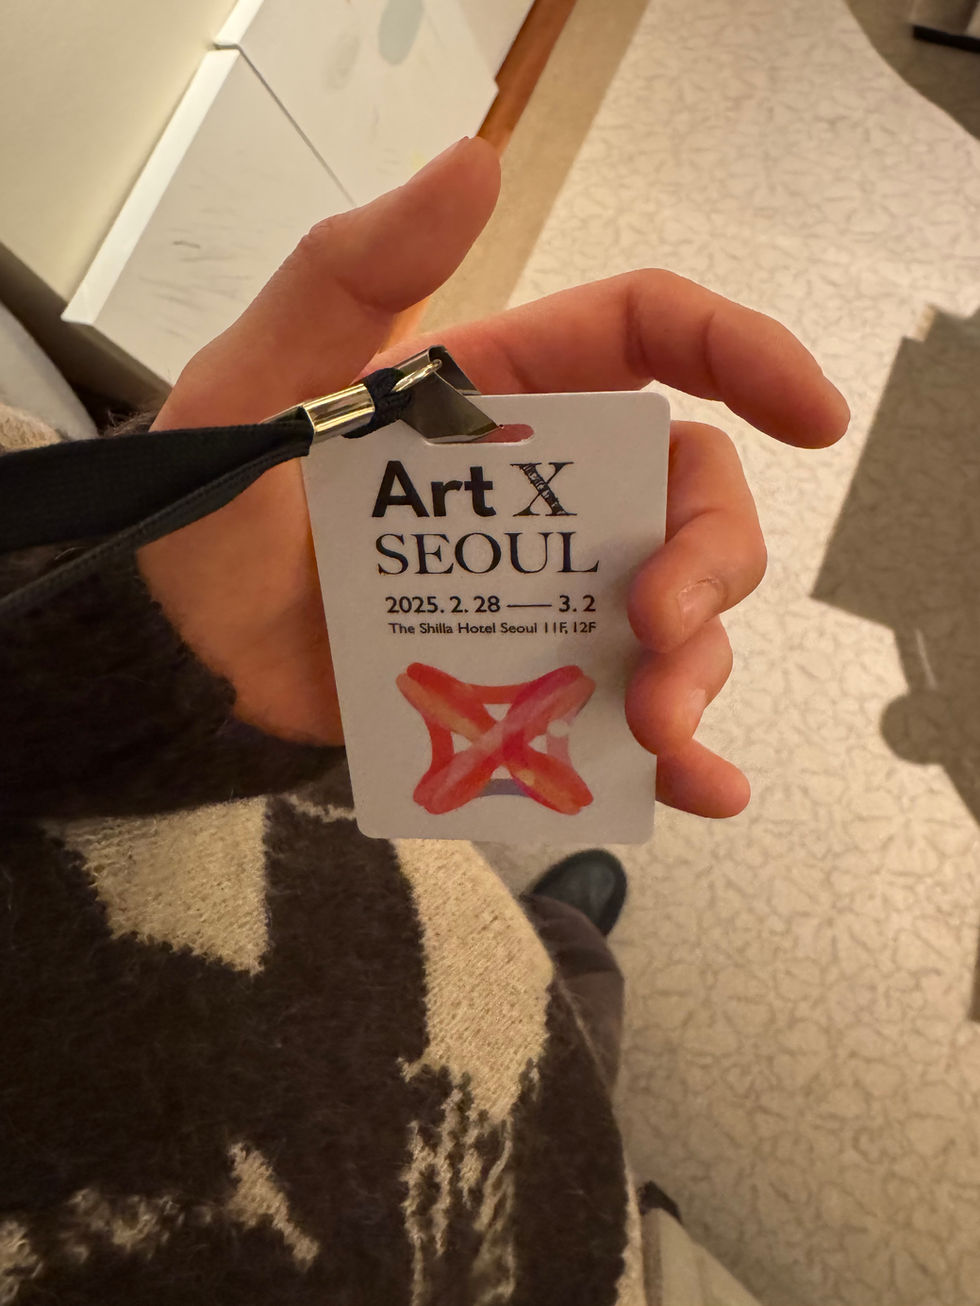 Art X
SEOUL
2025. 2. 28 —— 3. 2
The Shilla Hotel Seoul 11F, 12F